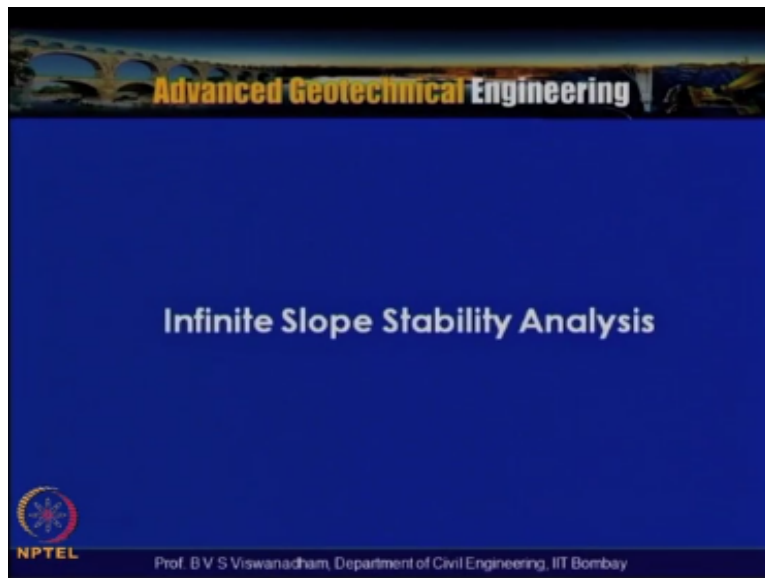 Advanced Geotechnical Engineering
Infinite Slope Stability Analysis
NPTEL
Prof. B V S Viswanadham, Department of Civil Engineering, IIT Bombay